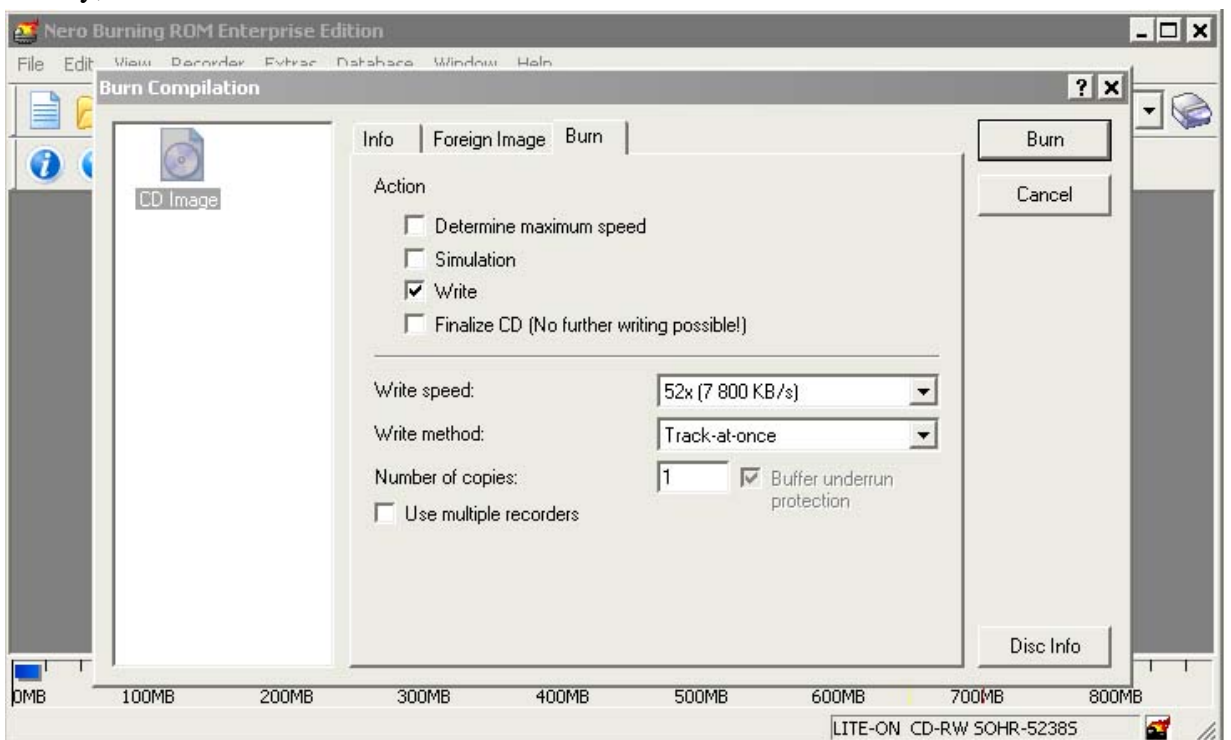 Nero Burning ROM Enterprise Edition
File Edit View Recorder Extras Database Window Help
Burn Compilation
CD Image
Info Foreign Image Burn
Action
Determine maximum speed
Simulation
Write
Finalize CD (No further writing possible!)
Write speed: 52x (7 800 KB/s)
Write method: Track-at-once
Number of copies: 1 Buffer underrun
protection
Use multiple recorders
Burn
Cancel
Disc Info
0MB 100MB 200MB 300MB 400MB 500MB 600MB 700MB 800MB
LITE-ON CD-RW SOHR-5238S